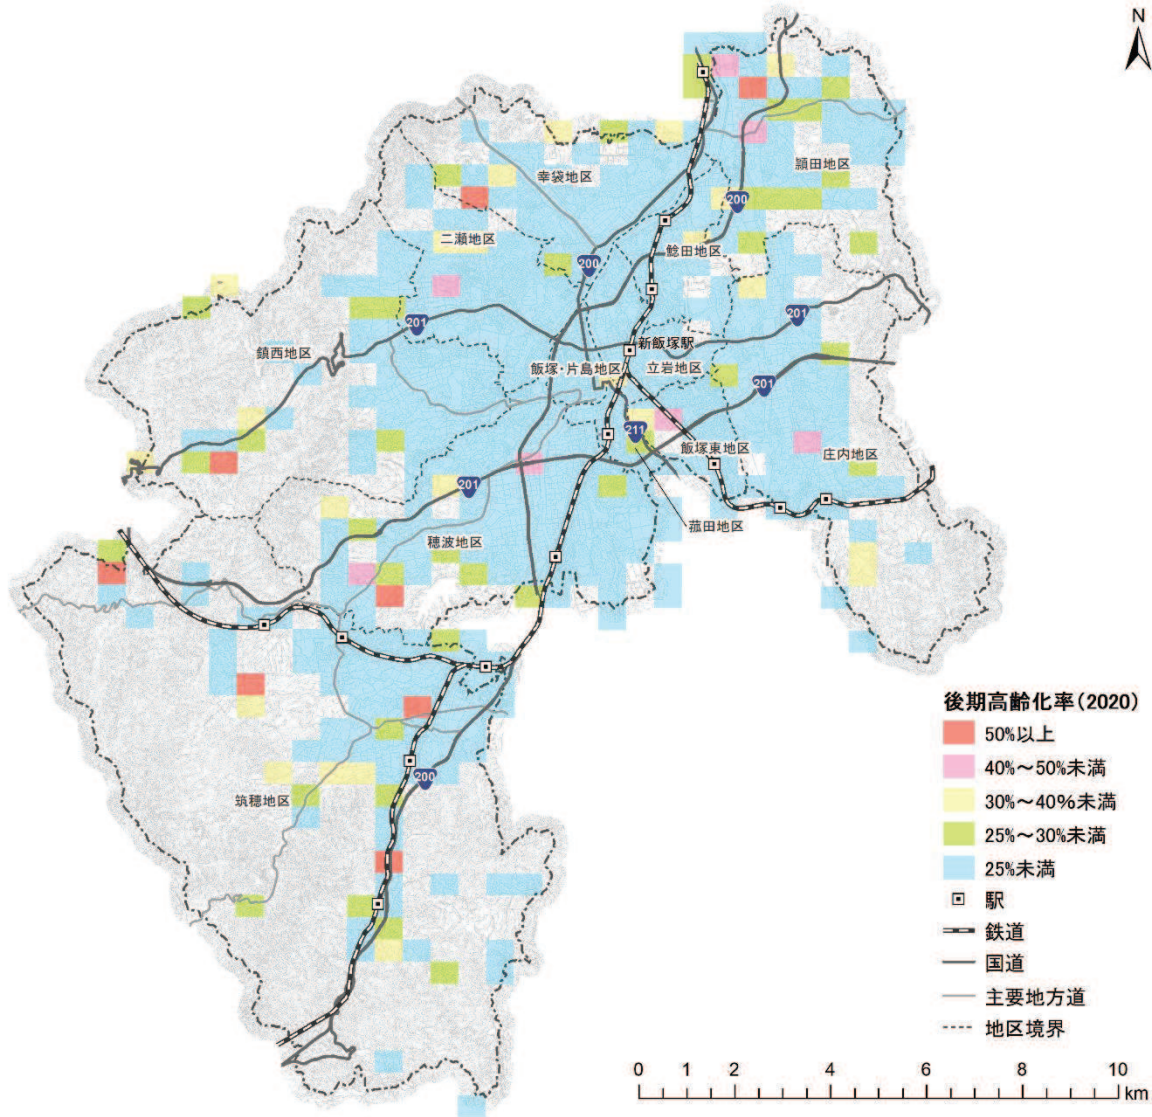 N
幸袋地区
頴田地区
200
二瀬地区
鯰田地区
200
201
201
新飯塚駅
鎮西地区
飯塚・片島地区
立岩地区
201
211
飯塚東地区
庄内地区
201
菰田地区
穂波地区
200
筑穂地区
後期高齢化率(2020)
50%以上
40%～50%未満
30%～40%未満
25%～30%未満
25%未満
駅
鉄道
国道
主要地方道
地区境界
0 1 2 4 6 8 10
km